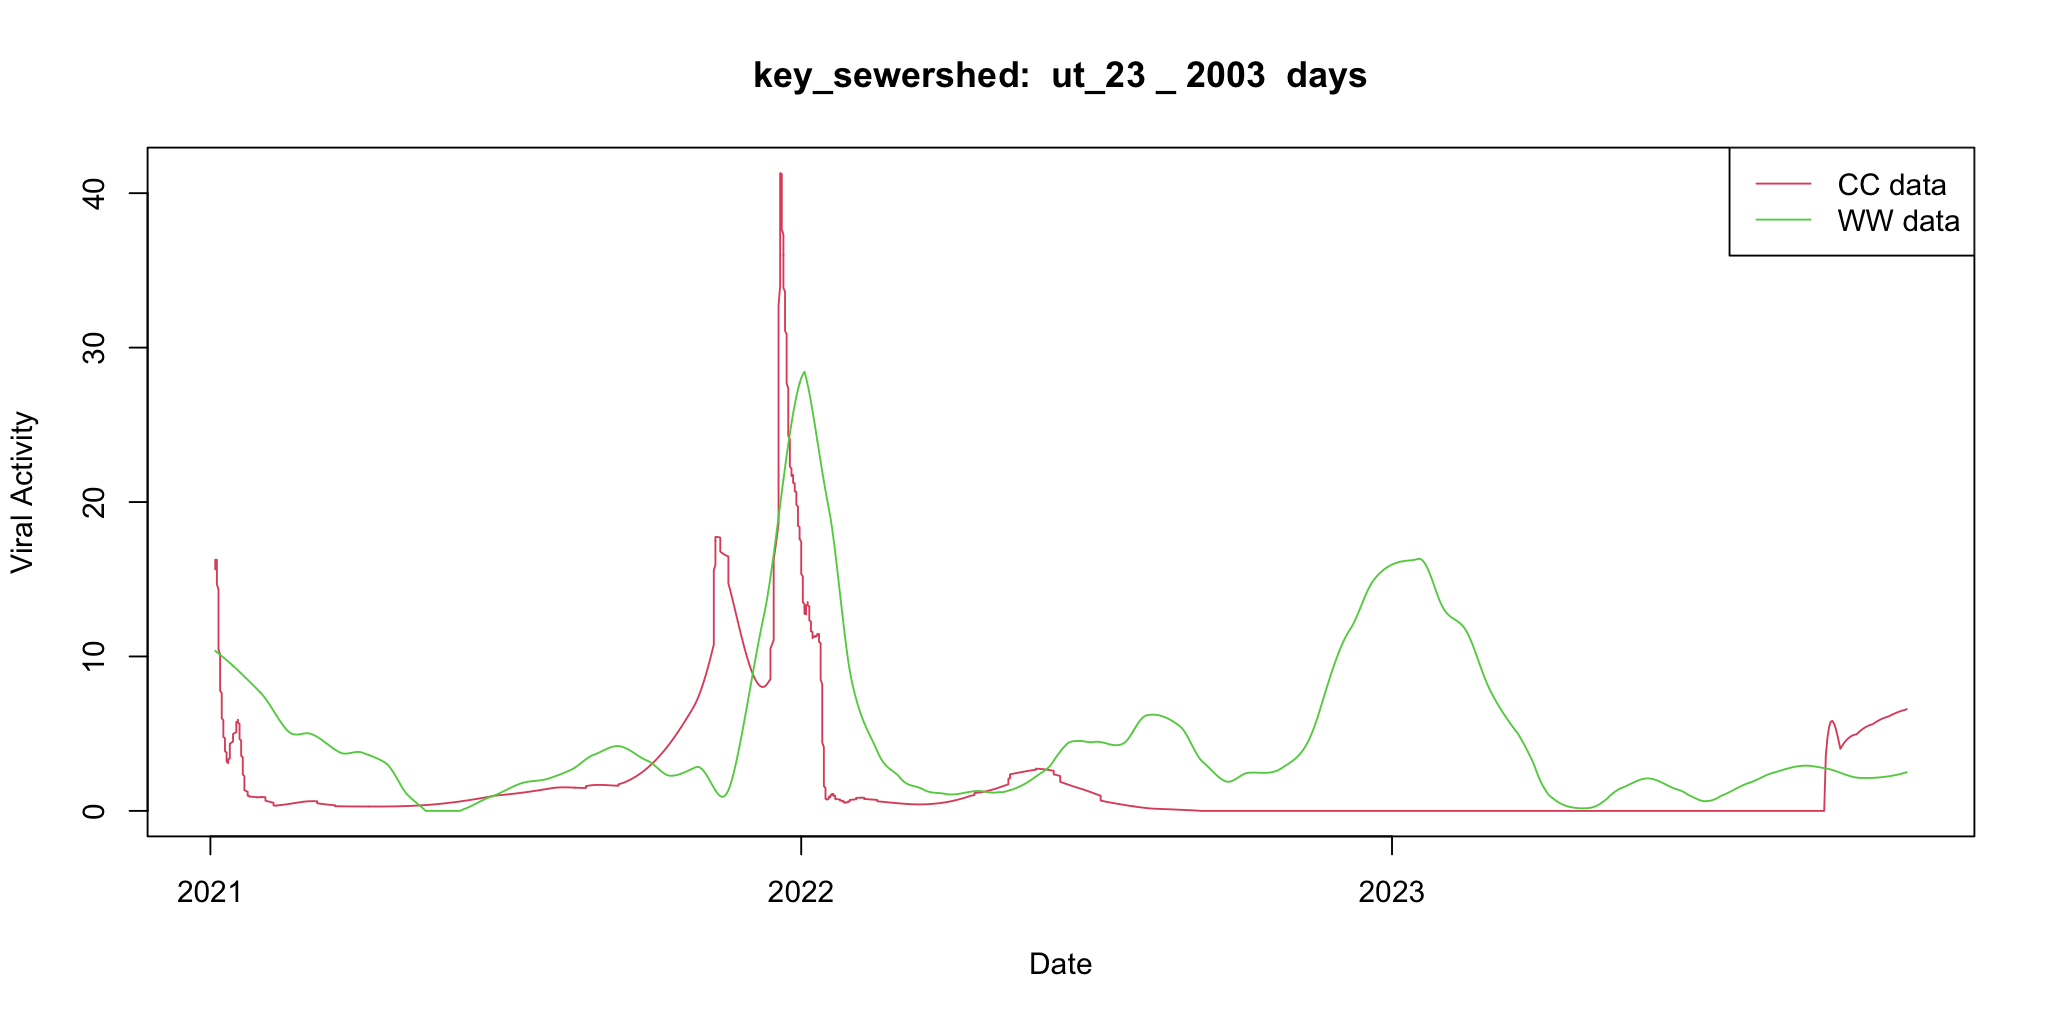 key_sewershed:  ut_23 _ 2003  days
CC data
WW data
Viral Activity
40
30
20
10
0
2021
2022
2023
Date